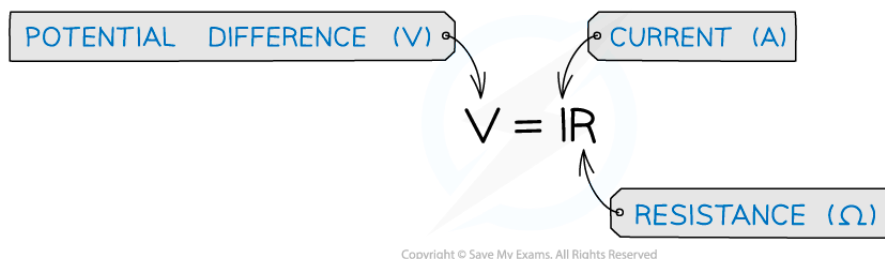 POTENTIAL DIFFERENCE (V)
CURRENT (A)
V = IR
RESISTANCE (Ω)
Copyright © Save My Exams. All Rights Reserved